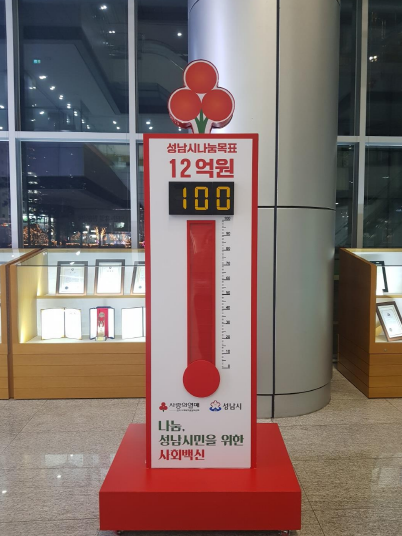 성남시나눔목표
12억원
100
사랑의열매
성남시
나눔,
성남시민을 위한
사회백신